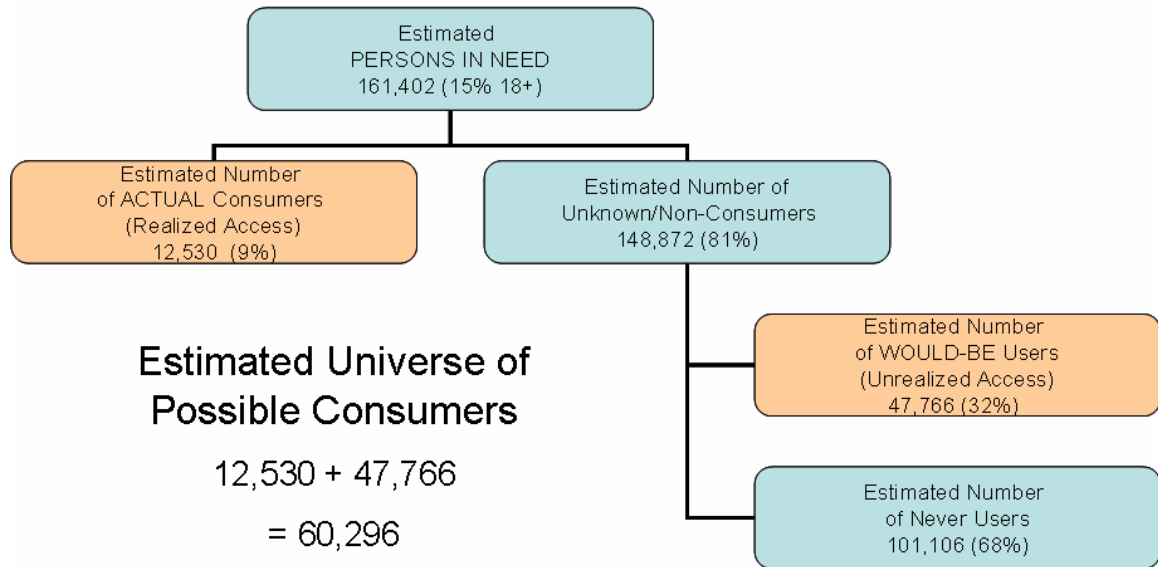 Estimated
PERSONS IN NEED
161,402 (15% 18+)
Estimated Number
of ACTUAL Consumers
(Realized Access)
12,530 (9%)
Estimated Number of
Unknown/Non-Consumers
148,872 (81%)
Estimated Number
of WOULD-BE Users
(Unrealized Access)
47,766 (32%)
Estimated Number
of Never Users
101,106 (68%)
Estimated Universe of
Possible Consumers
12,530 + 47,766
= 60,296